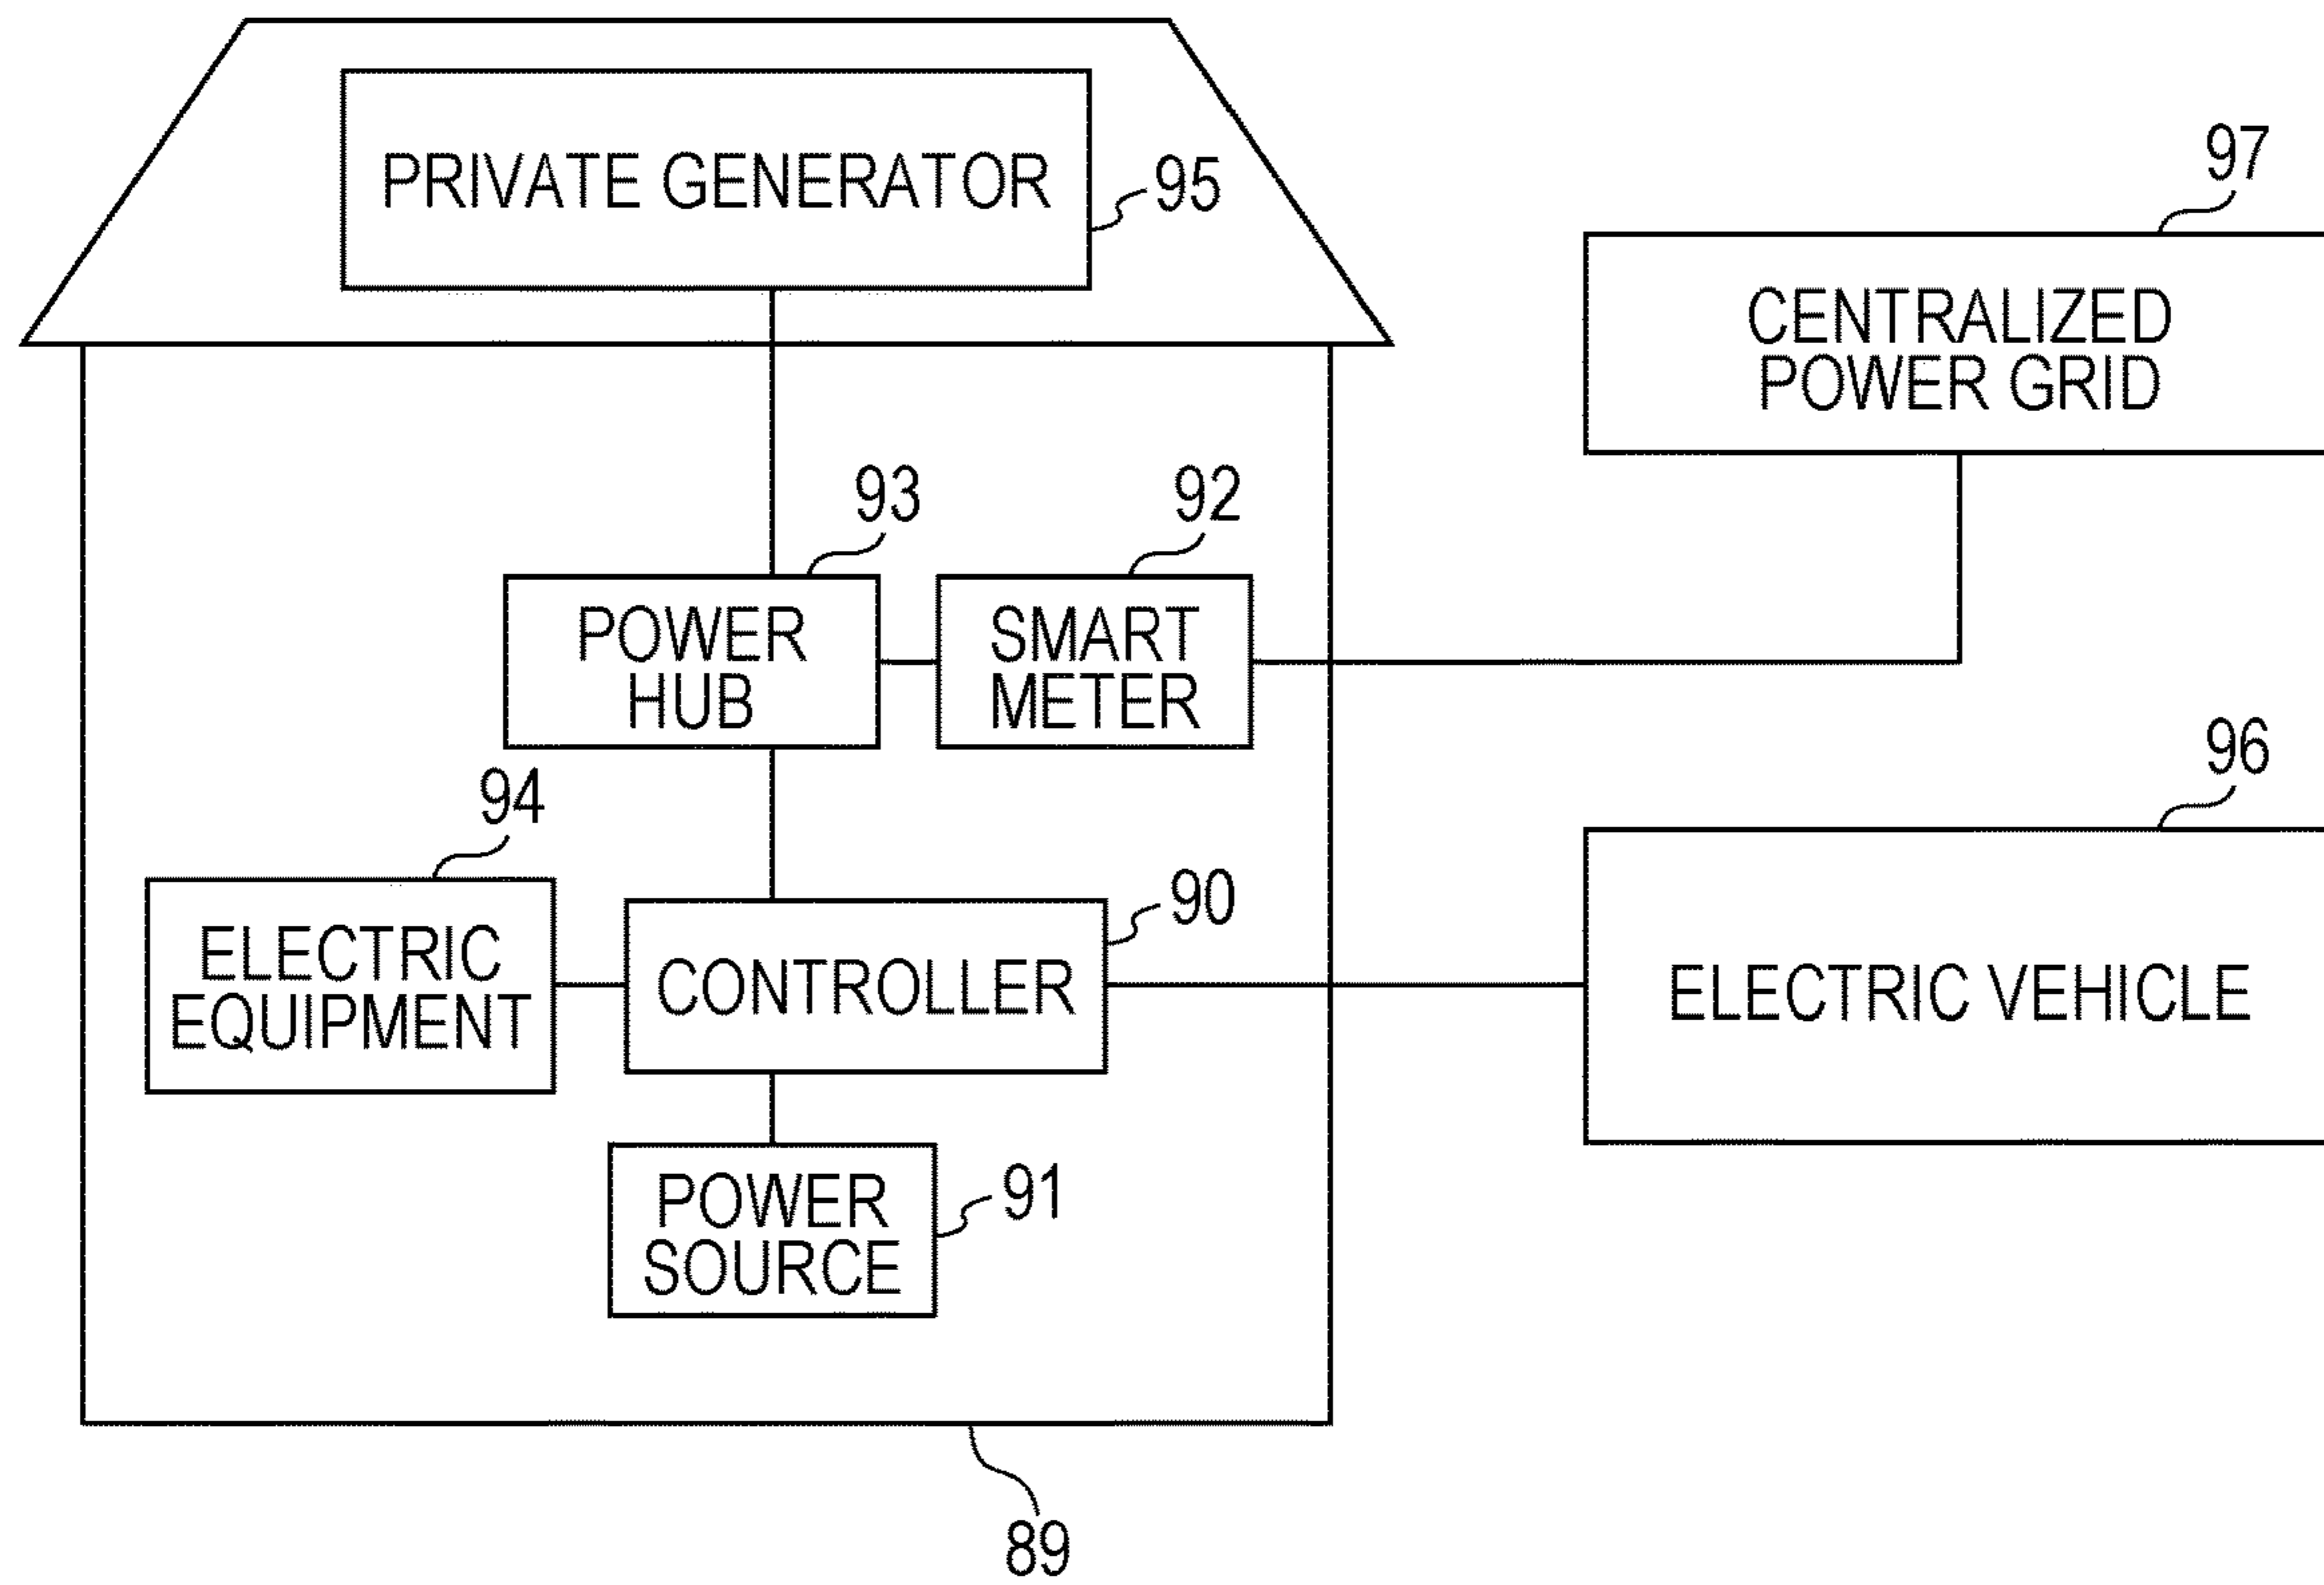 PRIVATE GENERATOR
95
97
CENTRALIZED
POWER GRID
93
92
POWER
HUB
SMART
METER
96
94
90
ELECTRIC
EQUIPMENT
CONTROLLER
ELECTRIC VEHICLE
91
POWER
SOURCE
89